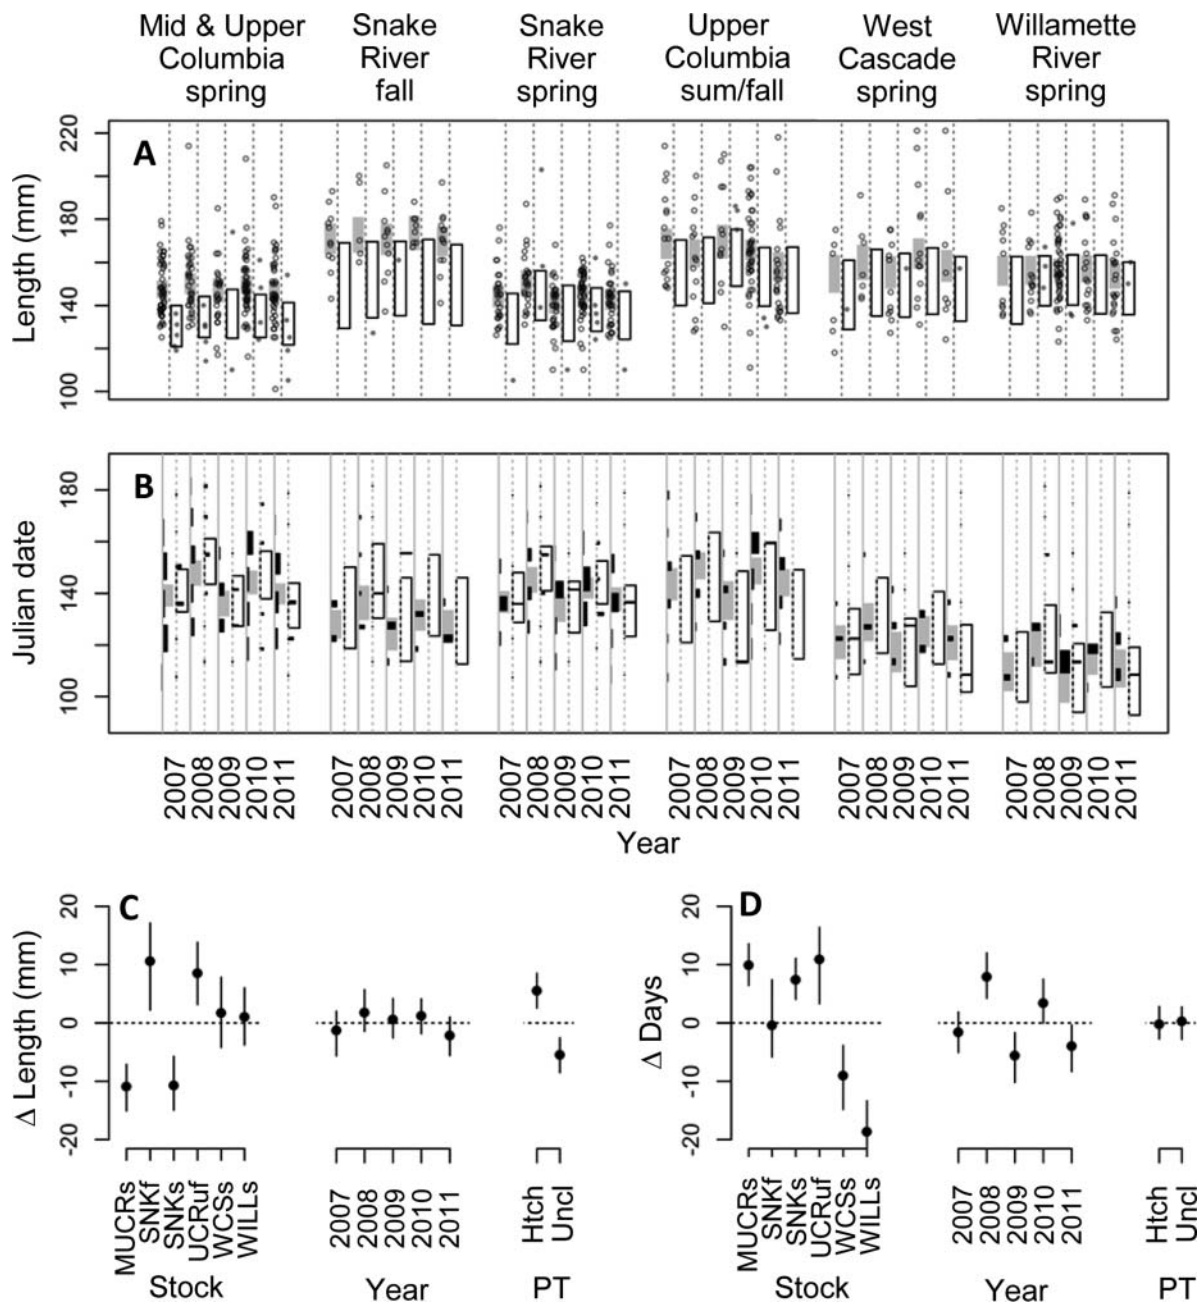 Mid & Upper
Columbia
spring
Snake
River
fall
Snake
River
spring
Upper
Columbia
sum/fall
West
Cascade
spring
Willamette
River
spring
A
Length (mm)
220
180
140
100
B
Julian date
180
140
100
2007
2008
2009
2010
2011
2007
2008
2009
2010
2011
2007
2008
2009
2010
2011
2007
2008
2009
2010
2011
2007
2008
2009
2010
2011
2007
2008
2009
2010
2011
Year
C
Δ Length (mm)
20
10
0
-10
-20
MUCRs
SNKf
SNKs
UCRuf
WCSs
WILLs
Stock
2007
2008
2009
2010
2011
Year
Htch
Uncl
PT
D
Δ Days
20
10
0
-10
-20
MUCRs
SNKf
SNKs
UCRuf
WCSs
WILLs
Stock
2007
2008
2009
2010
2011
Year
Htch
Uncl
PT